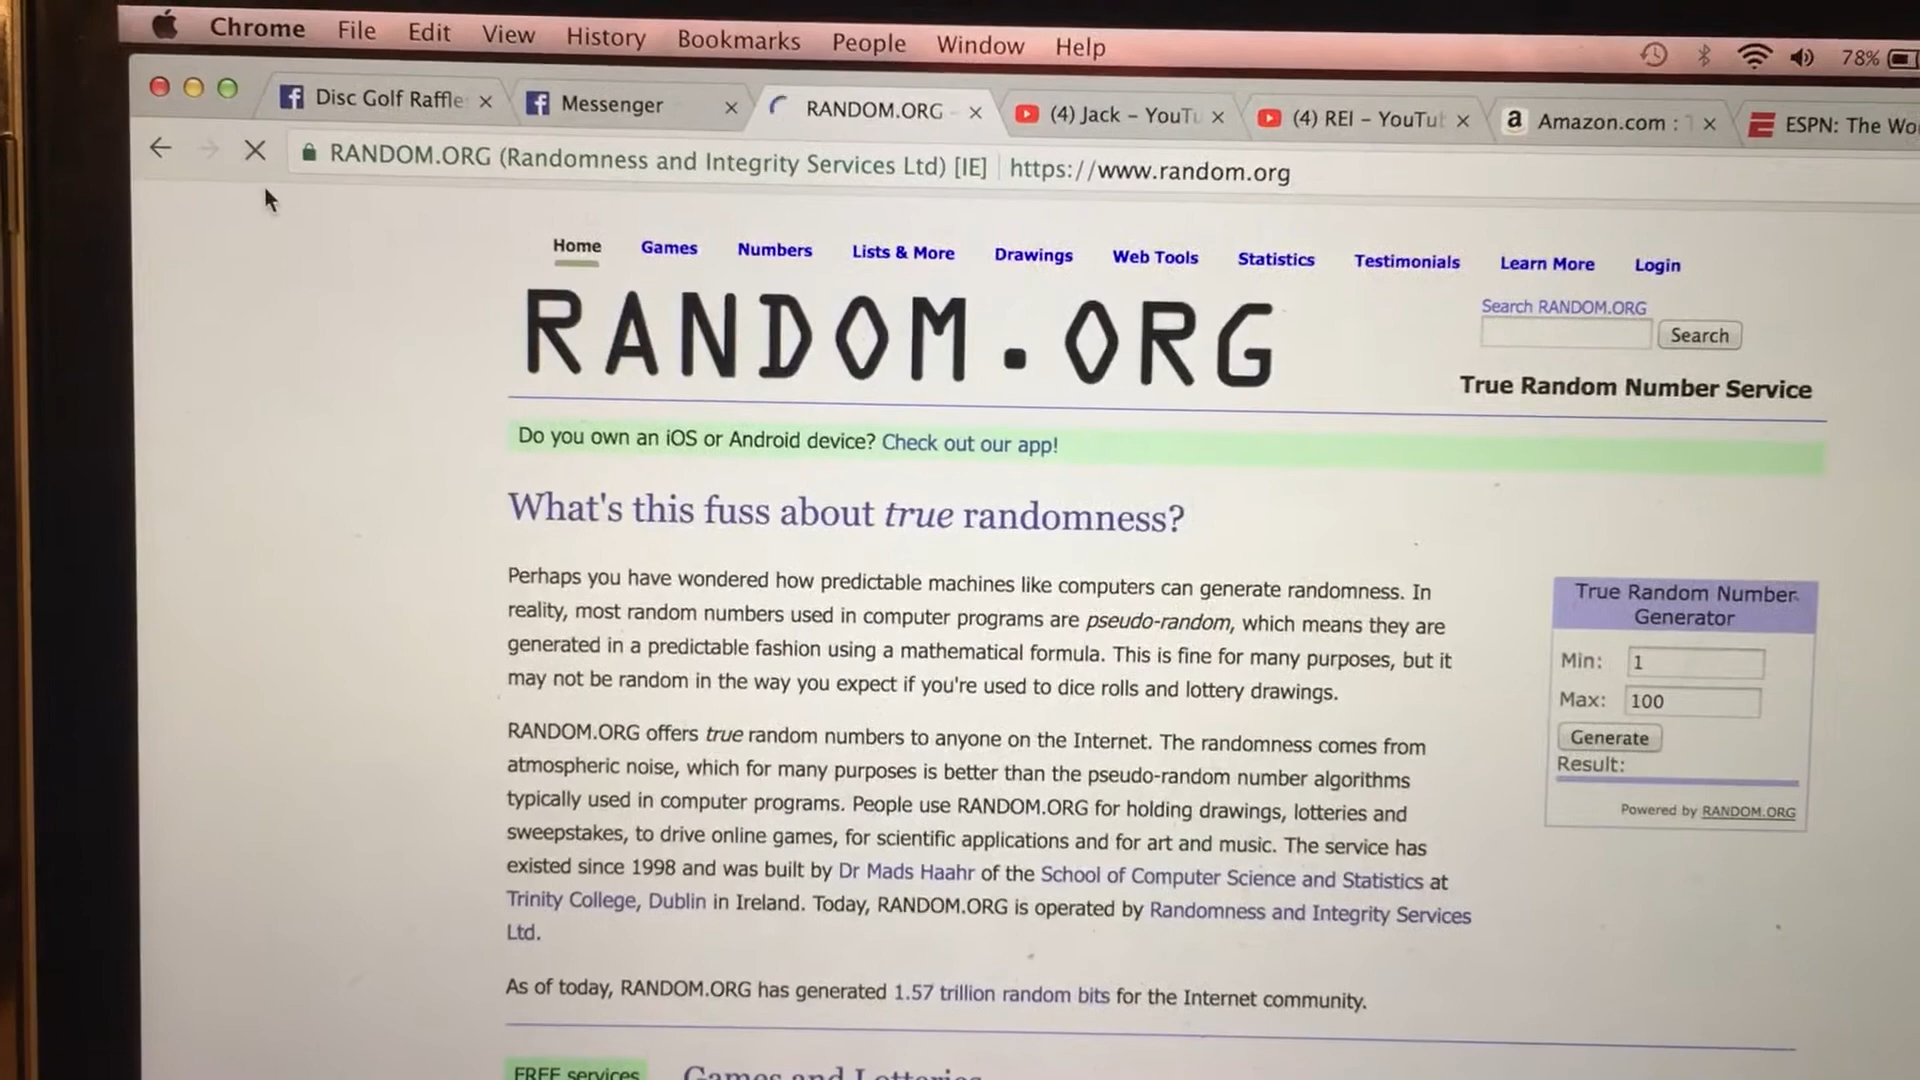 Chrome File Edit View History Bookmarks People Window Help 78%
Disc Golf Raffle Messenger RANDOM.ORG - (4) Jack – YouTu (4) REI – YouTub Amazon.com : T ESPN: The Wo
RANDOM.ORG (Randomness and Integrity Services Ltd) [IE] https://www.random.org
Home Games Numbers Lists & More Drawings Web Tools Statistics Testimonials Learn More Login
RANDOM.ORG
Search RANDOM.ORG
Search
True Random Number Service
Do you own an iOS or Android device? Check out our app!
What's this fuss about true randomness?
Perhaps you have wondered how predictable machines like computers can generate randomness. In
reality, most random numbers used in computer programs are pseudo-random, which means they are
generated in a predictable fashion using a mathematical formula. This is fine for many purposes, but it
may not be random in the way you expect if you're used to dice rolls and lottery drawings.
RANDOM.ORG offers true random numbers to anyone on the Internet. The randomness comes from
atmospheric noise, which for many purposes is better than the pseudo-random number algorithms
typically used in computer programs. People use RANDOM.ORG for holding drawings, lotteries and
sweepstakes, to drive online games, for scientific applications and for art and music. The service has
existed since 1998 and was built by Dr Mads Haahr of the School of Computer Science and Statistics at
Trinity College, Dublin in Ireland. Today, RANDOM.ORG is operated by Randomness and Integrity Services
Ltd.
As of today, RANDOM.ORG has generated 1.57 trillion random bits for the Internet community.
True Random Number
Generator
Min: 1
Max: 100
Generate
Result:
Powered by RANDOM.ORG
FREE services
Games and Lotteries